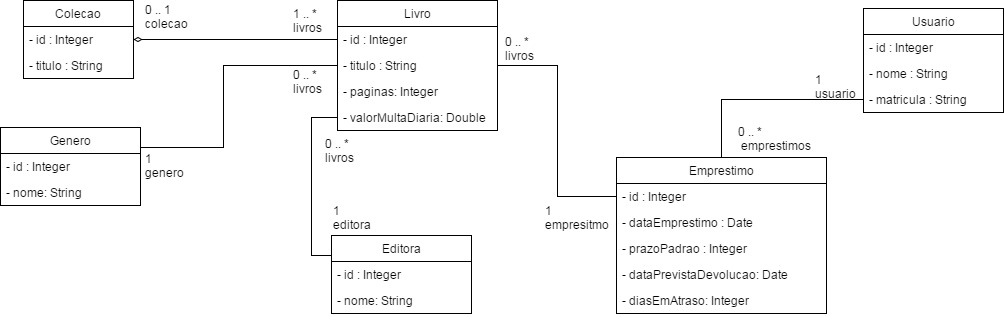 Colecao
- id : Integer
- titulo : String
0 .. 1
colecao
1 .. *
livros
Livro
- id : Integer
- titulo : String
- paginas: Integer
- valorMultaDiaria: Double
0 .. *
livros
0 .. *
livros
0 .. *
livros
Usuario
- id : Integer
- nome : String
- matricula : String
1
usuario
0 .. *
emprestimos
Genero
- id : Integer
- nome: String
1
genero
1
editora
Editora
- id : Integer
- nome: String
1
empresitmo
Emprestimo
- id : Integer
- dataEmprestimo : Date
- prazoPadrao : Integer
- dataPrevistaDevolucao: Date
- diasEmAtraso: Integer